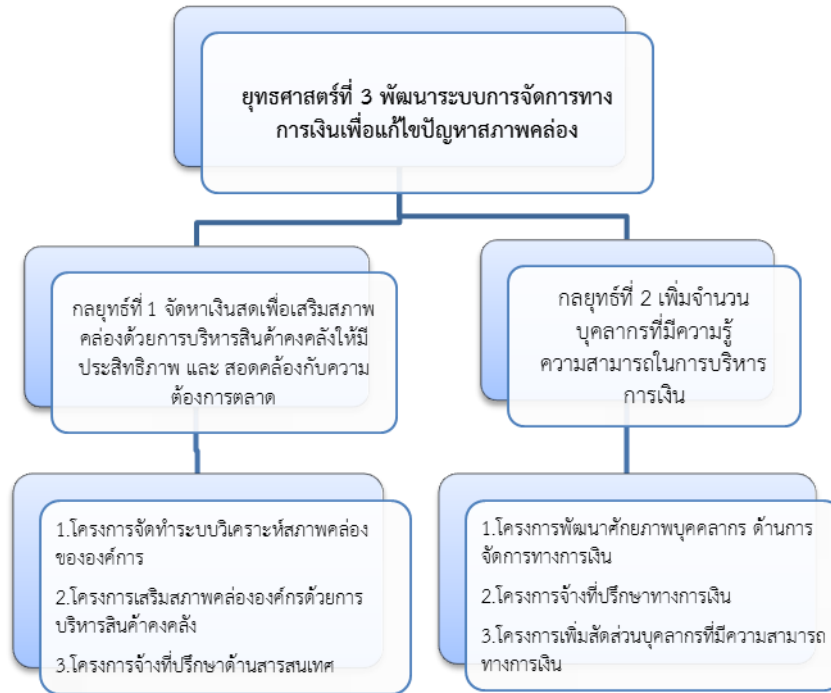 ยุทธศาสตร์ที่ 3 พัฒนาระบบการจัดการทาง
การเงินเพื่อแก้ไขปัญหาสภาพคล่อง
กลยุทธ์ที่ 1 จัดหาเงินสดเพื่อเสริมสภาพ
คล่องด้วยการบริหารสินค้าคงคลังให้มี
ประสิทธิภาพ และ สอดคล้องกับความ
ต้องการตลาด
กลยุทธ์ที่ 2 เพิ่มจำนวน
บุคลากรที่มีความรู้
ความสามารถในการบริหาร
การเงิน
1.โครงการจัดทำระบบวิเคราะห์สภาพคล่อง
ขององค์การ
2.โครงการเสริมสภาพคล่ององค์กรด้วยการ
บริหารสินค้าคงคลัง
3.โครงการจ้างที่ปรึกษาด้านสารสนเทศ
1.โครงการพัฒนาศักยภาพบุคคลากร ด้านการ
จัดการทางการเงิน
2.โครงการจ้างที่ปรึกษาทางการเงิน
3.โครงการเพิ่มสัดส่วนบุคลากรที่มีความสามารถ
ทางการเงิน